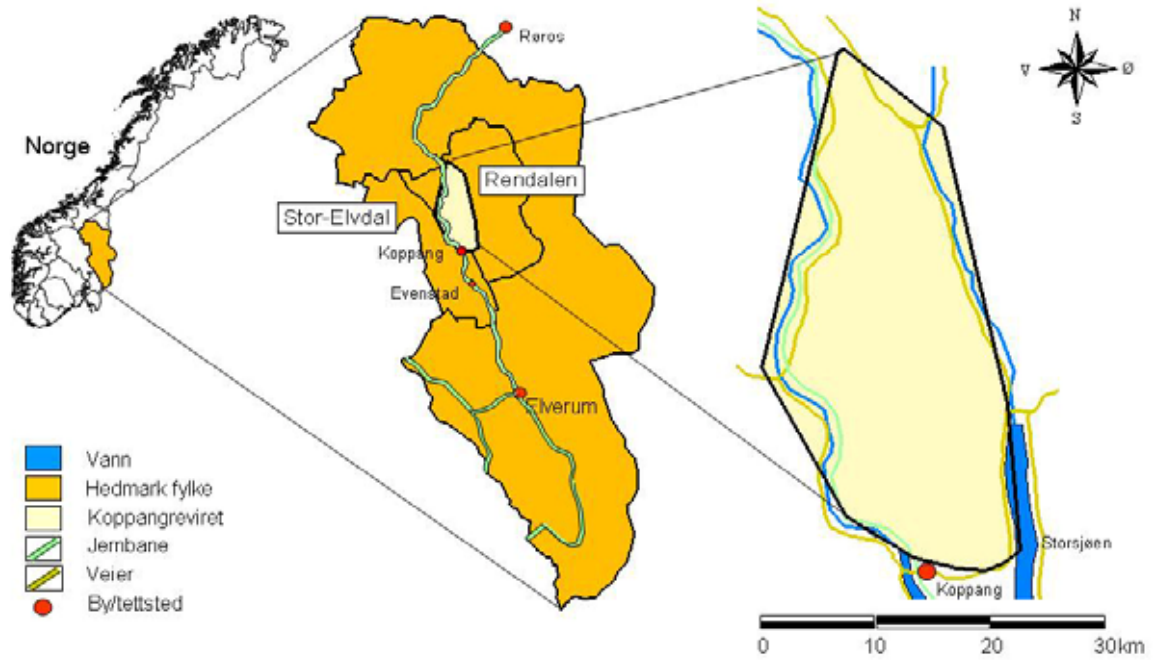 Norge
Røros
Rendalen
Stor-Elvdal
Koppang
Evenstad
Elverum
Vann
Hedmark fylke
Koppangreviret
Jernbane
Veier
By/tettsted
N
V Ø
S
Storsjøen
Koppang
0 10 20 30km